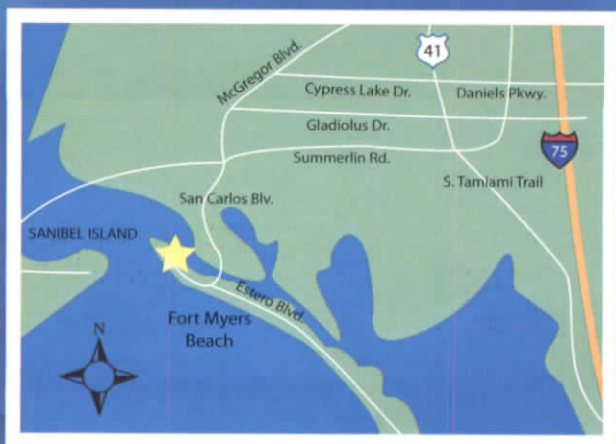 41
McGregor Blvd.
Cypress Lake Dr.
Daniels Pkwy.
Gladiolus Dr.
75
Summerlin Rd.
S. Tamiami Trail
San Carlos Blv.
SANIBEL ISLAND
Estero Blvd.
Fort Myers
Beach
N